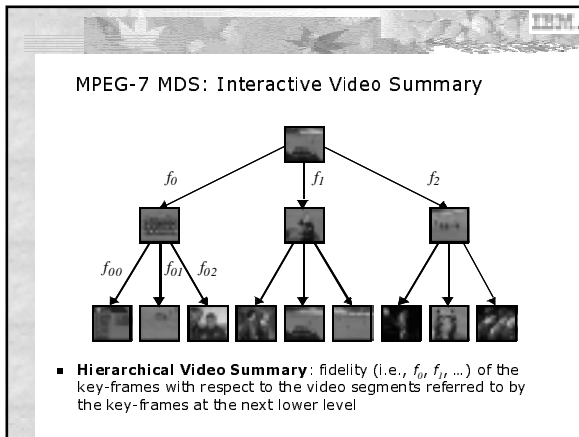 IBM
MPEG-7 MDS: Interactive Video Summary
f0 f1 f2
f00 f01 f02
■ Hierarchical Video Summary: fidelity (i.e., f0, f1, ...) of the
key-frames with respect to the video segments referred to by
the key-frames at the next lower level